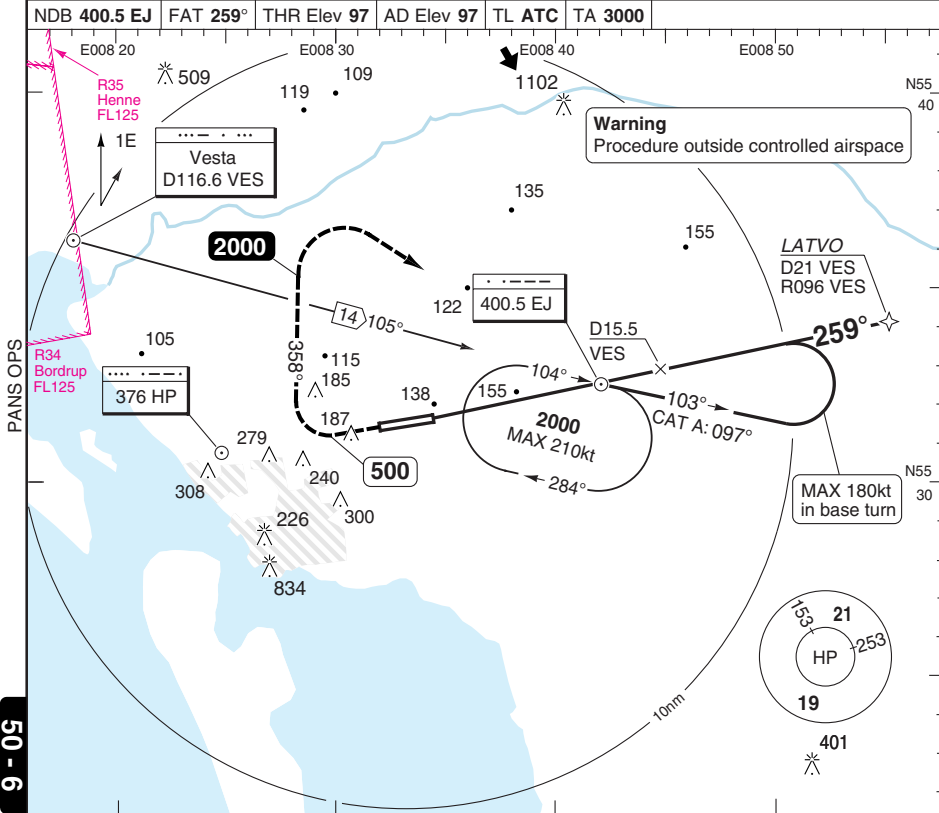 NDB 400.5 EJ FAT 259° THR Elev 97 AD Elev 97 TL ATC TA 3000
E008 20 E008 30 E008 40 E008 50
R35
Henne
FL125
509
119
109
1102
N55
40
Warning
Procedure outside controlled airspace
1E
Vesta
D116.6 VES
135
155
2000
LATVO
D21 VES
R096 VES
122
400.5 EJ
14 105°
D15.5
VES
259°
PANS OPS
105
R34
Bordrup
FL125
358°
115
185
376 HP
138
155
104°
103°
CAT A: 097°
2000
MAX 210kt
187
279
240
500
308
284°
300
MAX 180kt
in base turn
N55
30
226
834
153
21
253
HP
19
10nm
401
50 - 6